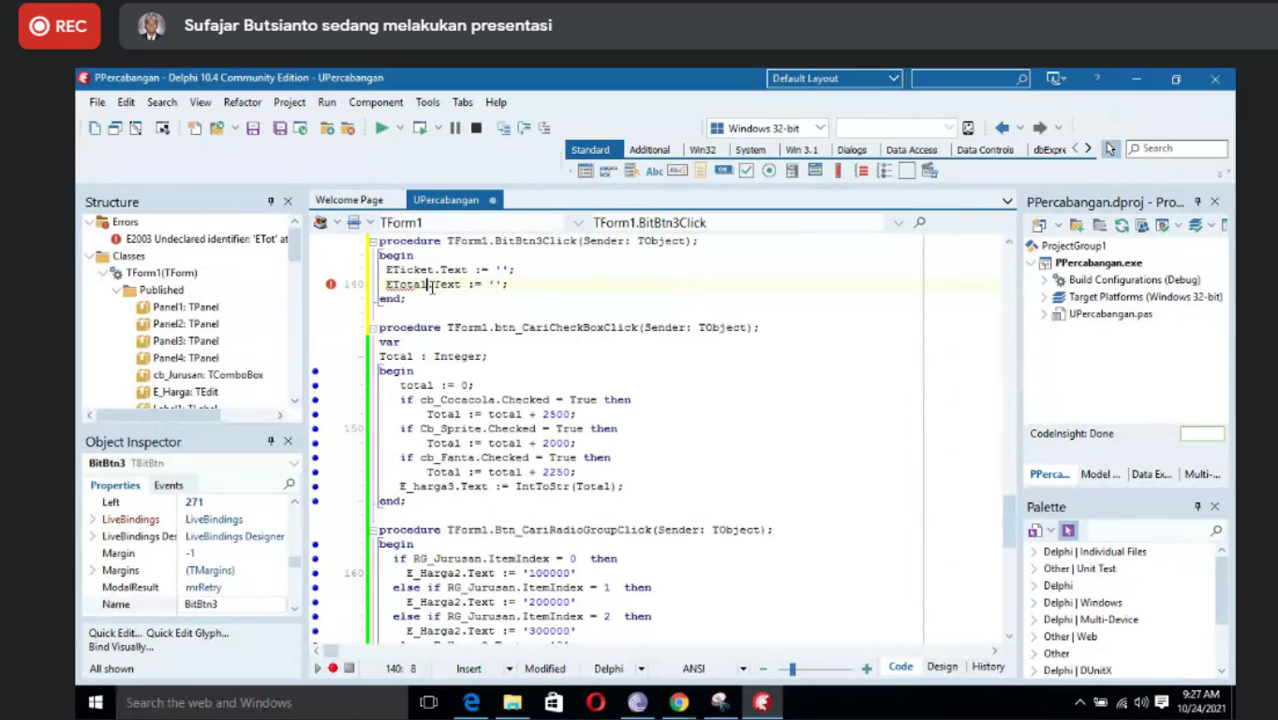 REC
Sufajar Butsianto sedang melakukan presentasi
PPercabangan - Delphi 10.4 Community Edition - UPercabangan
Default Layout
File Edit Search View Refactor Project Run Component Tools Tabs Help
Windows 32-bit
Standard Additional Win32 System Win 3.1 Dialogs Data Access Data Controls dbExpre
Search
Structure
Errors
E2003 Undeclared identifier: 'ETot' at
Classes
TForm1(TForm)
Published
Panel1: TPanel
Panel2: TPanel
Panel3: TPanel
Panel4: TPanel
cb_Jurusan: TComboBox
E_Harga: TEdit
Object Inspector
BitBtn3 TBitBtn
Properties Events
Left 271
LiveBindings LiveBindings
LiveBindings Des LiveBindings Designer
Margin -1
Margins (TMargins)
ModalResult mrRetry
Name BitBtn3
Quick Edit... Quick Edit Glyph...
Bind Visually...
All shown
Welcome Page UPercabangan
TForm1 TForm1.BitBtn3Click
procedure TForm1.BitBtn3Click(Sender: TObject);
begin
ETicket.Text := '';
140 ETotal.Text := '';
end;
procedure TForm1.btn_CariCheckBoxClick(Sender: TObject);
var
Total : Integer;
begin
total := 0;
if cb_Cocacola.Checked = True then
Total := total + 2500;
150 if Cb_Sprite.Checked = True then
Total := total + 2000;
if cb_Fanta.Checked = True then
Total := total + 2250;
E_harga3.Text := IntToStr(Total);
end;
procedure TForm1.Btn_CariRadioGroupClick(Sender: TObject);
begin
if RG_Jurusan.ItemIndex = 0 then
160 E_Harga2.Text := '100000'
else if RG_Jurusan.ItemIndex = 1 then
E_Harga2.Text := '200000'
else if RG_Jurusan.ItemIndex = 2 then
E_Harga2.Text := '300000'
140: 8 Insert Modified Delphi ANSI Code Design History
PPercabangan.dproj - Pro...
ProjectGroup1
PPercabangan.exe
Build Configurations (Debug)
Target Platforms (Windows 32-bit)
UPercabangan.pas
CodeInsight: Done
PPerca... Model ... Data Ex... Multi-...
Palette
Delphi | Individual Files
Other | Unit Test
Delphi
Delphi | Windows
Delphi | Multi-Device
Other | Web
Other
Delphi | DUnitX
Search the web and Windows
9:27 AM
10/24/2021